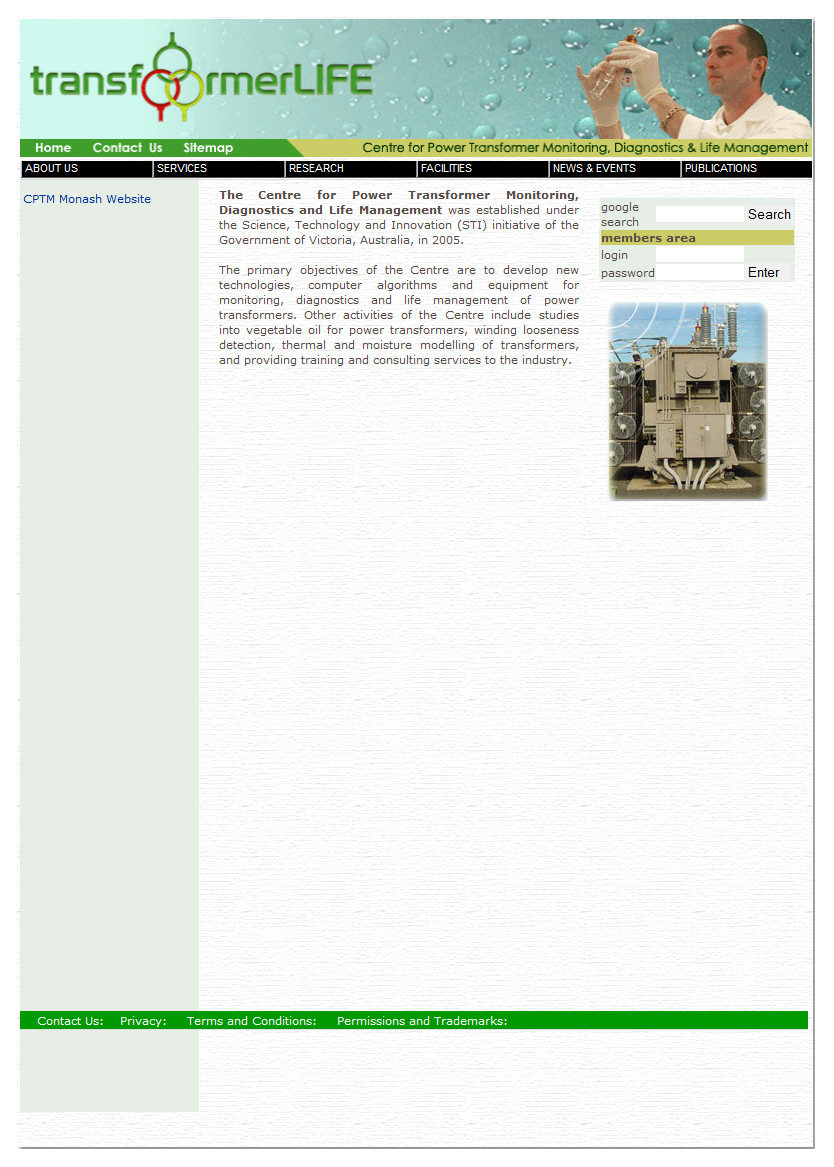 transformerLIFE
Home Contact Us Sitemap
Centre for Power Transformer Monitoring, Diagnostics & Life Management
ABOUT US SERVICES RESEARCH FACILITIES NEWS & EVENTS PUBLICATIONS
CPTM Monash Website
The Centre for Power Transformer Monitoring,
Diagnostics and Life Management was established under
the Science, Technology and Innovation (STI) initiative of the
Government of Victoria, Australia, in 2005.
The primary objectives of the Centre are to develop new
technologies, computer algorithms and equipment for
monitoring, diagnostics and life management of power
transformers. Other activities of the Centre include studies
into vegetable oil for power transformers, winding looseness
detection, thermal and moisture modelling of transformers,
and providing training and consulting services to the industry.
google
search Search
members area
login
password Enter
Contact Us: Privacy: Terms and Conditions: Permissions and Trademarks: